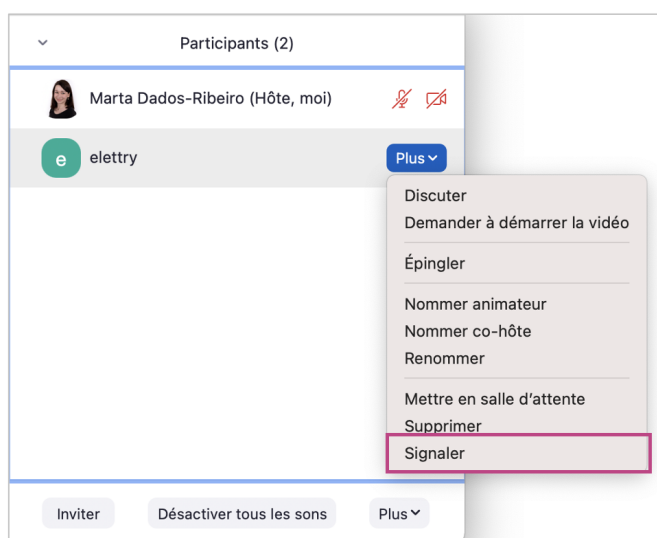 Participants (2)
Marta Dados-Ribeiro (Hôte, moi)
e elettry Plus
Discuter
Demander à démarrer la vidéo
Épingler
Nommer animateur
Nommer co-hôte
Renommer
Mettre en salle d'attente
Supprimer
Signaler
Inviter Désactiver tous les sons Plus